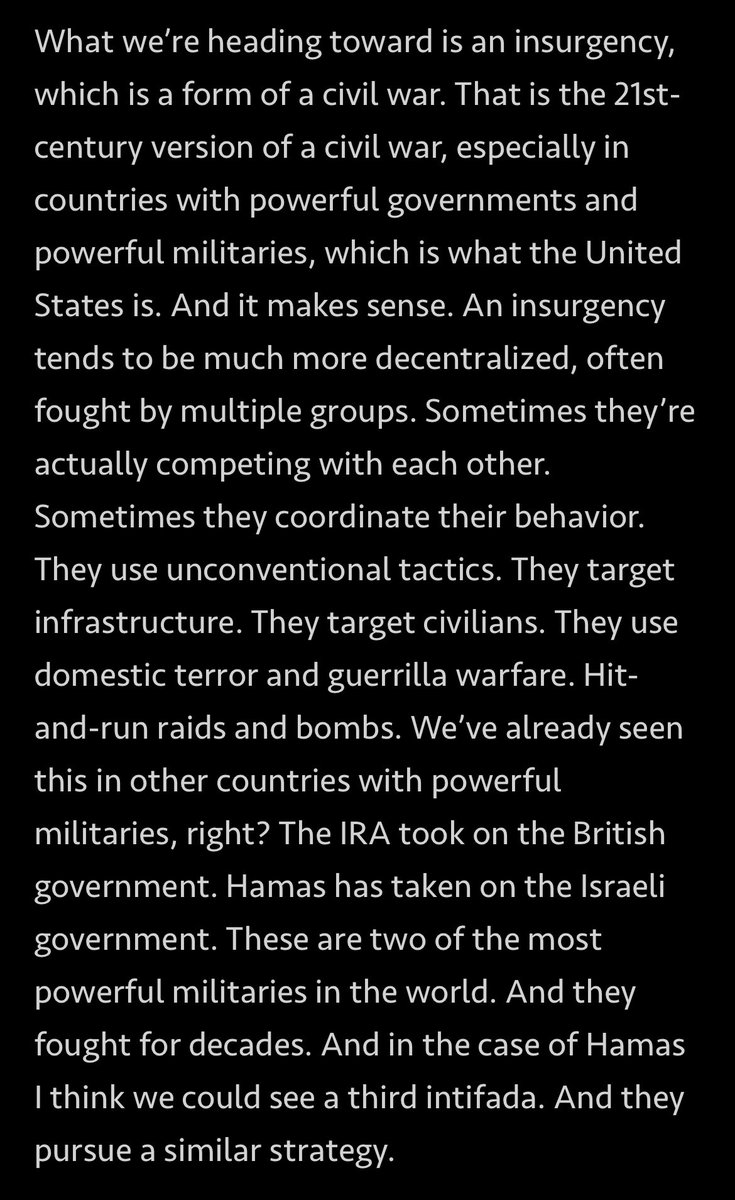 What we’re heading toward is an insurgency,
which is a form of a civil war. That is the 21st-
century version of a civil war, especially in
countries with powerful governments and
powerful militaries, which is what the United
States is. And it makes sense. An insurgency
tends to be much more decentralized, often
fought by multiple groups. Sometimes they’re
actually competing with each other.
Sometimes they coordinate their behavior.
They use unconventional tactics. They target
infrastructure. They target civilians. They use
domestic terror and guerrilla warfare. Hit-
and-run raids and bombs. We’ve already seen
this in other countries with powerful
militaries, right? The IRA took on the British
government. Hamas has taken on the Israeli
government. These are two of the most
powerful militaries in the world. And they
fought for decades. And in the case of Hamas
I think we could see a third intifada. And they
pursue a similar strategy.